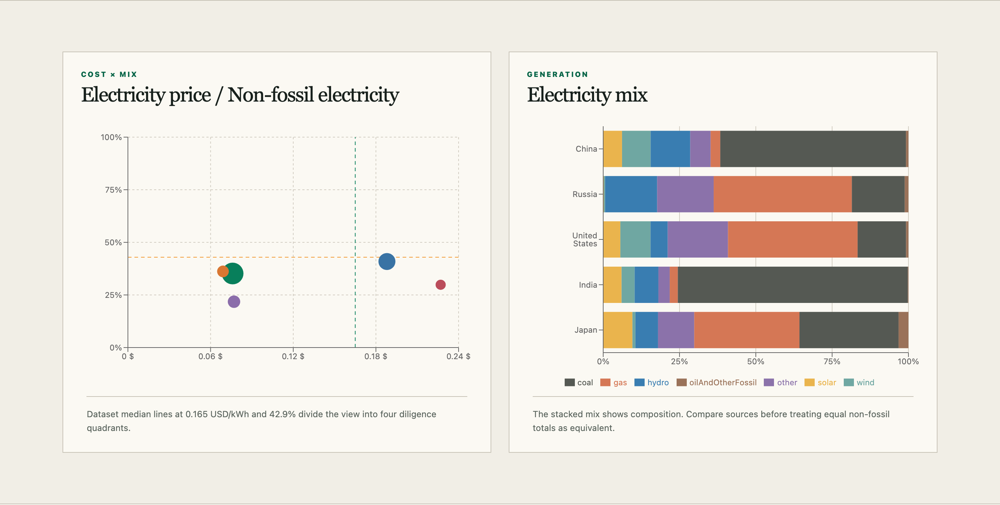 COST × MIX
Electricity price / Non-fossil electricity
100%
75%
50%
25%
0%
0 $
0.06 $
0.12 $
0.18 $
0.24 $
Dataset median lines at 0.165 USD/kWh and 42.9% divide the view into four diligence
quadrants.
GENERATION
Electricity mix
China
Russia
United
States
India
Japan
0%
25%
50%
75%
100%
coal
gas
hydro
oilAndOtherFossil
other
solar
wind
The stacked mix shows composition. Compare sources before treating equal non-fossil
totals as equivalent.